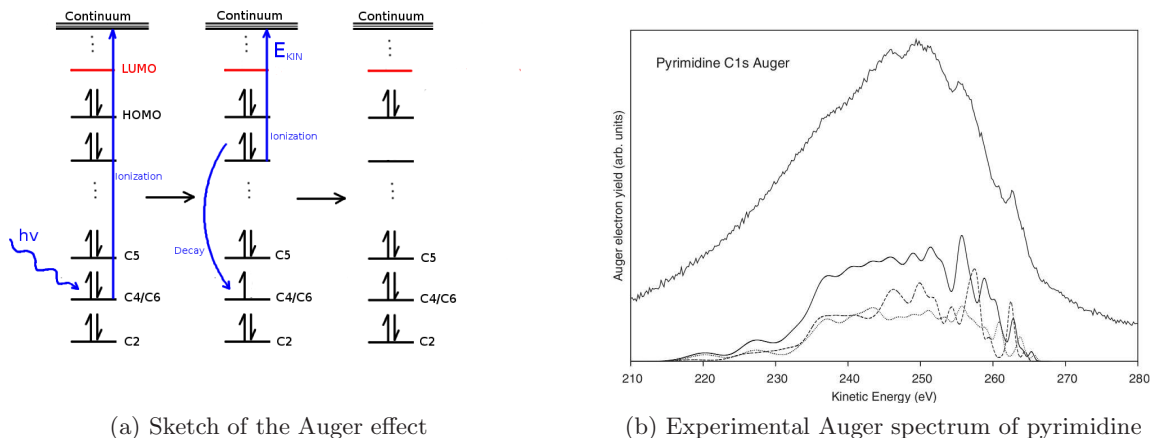 Continuum
Continuum
Continuum
LUMO
HOMO
Ionization
hν
C5
C4/C6
C2
E KIN
Ionization
Decay
C5
C4/C6
C2
C5
C4/C6
C2
(a) Sketch of the Auger effect
Pyrimidine C1s Auger
Auger electron yield (arb. units)
210 220 230 240 250 260 270 280
Kinetic Energy (eV)
(b) Experimental Auger spectrum of pyrimidine